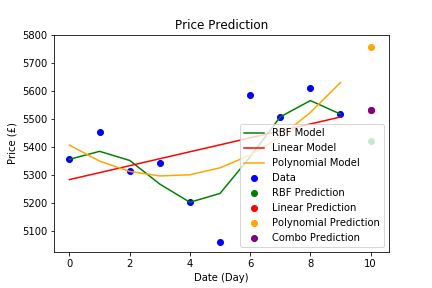 Price Prediction
5800
5700
5600
5500
5400
5300
5200
5100
Price (£)
RBF Model
Linear Model
Polynomial Model
Data
RBF Prediction
Linear Prediction
Polynomial Prediction
Combo Prediction
0 2 4 6 8 10
Date (Day)